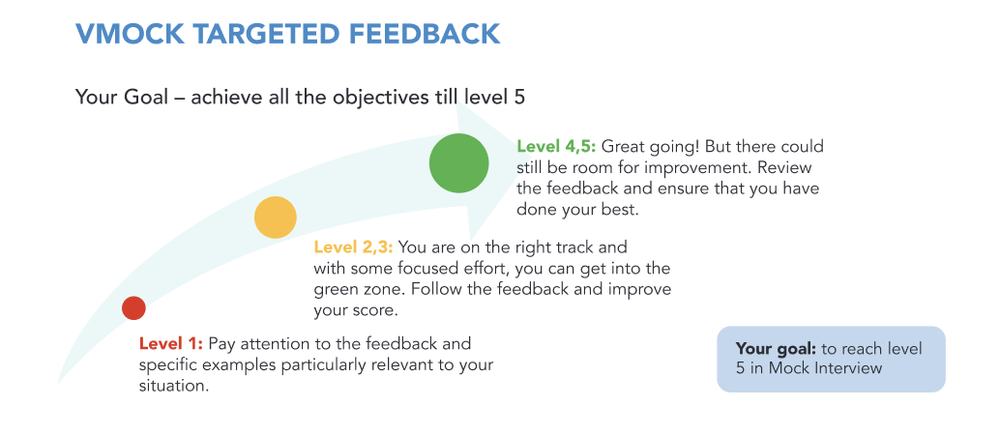 VMOCK TARGETED FEEDBACK
Your Goal – achieve all the objectives till level 5
Level 4,5: Great going! But there could
still be room for improvement. Review
the feedback and ensure that you have
done your best.
Level 2,3: You are on the right track and
with some focused effort, you can get into the
green zone. Follow the feedback and improve
your score.
Level 1: Pay attention to the feedback and
specific examples particularly relevant to your
situation.
Your goal: to reach level
5 in Mock Interview